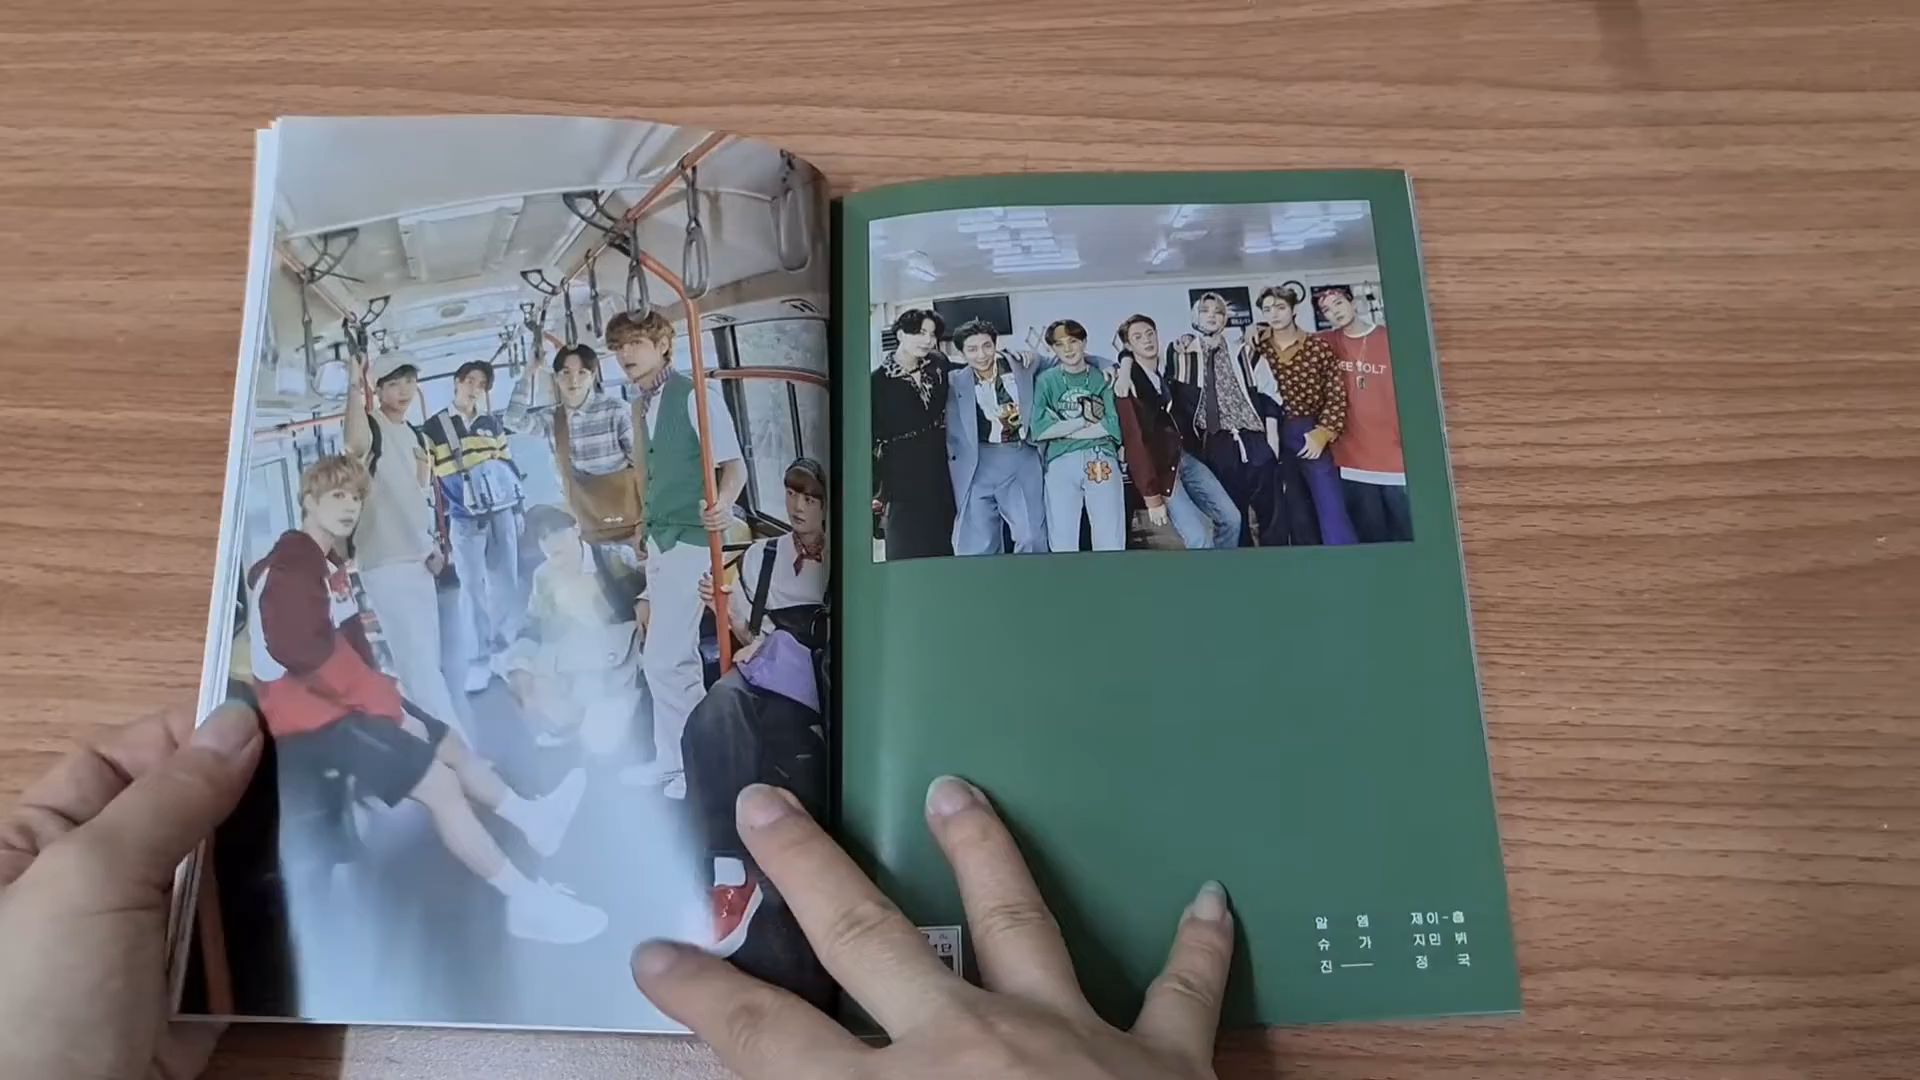 알 엠 제이-홉
슈 가 지민 뷔
진— 정 국